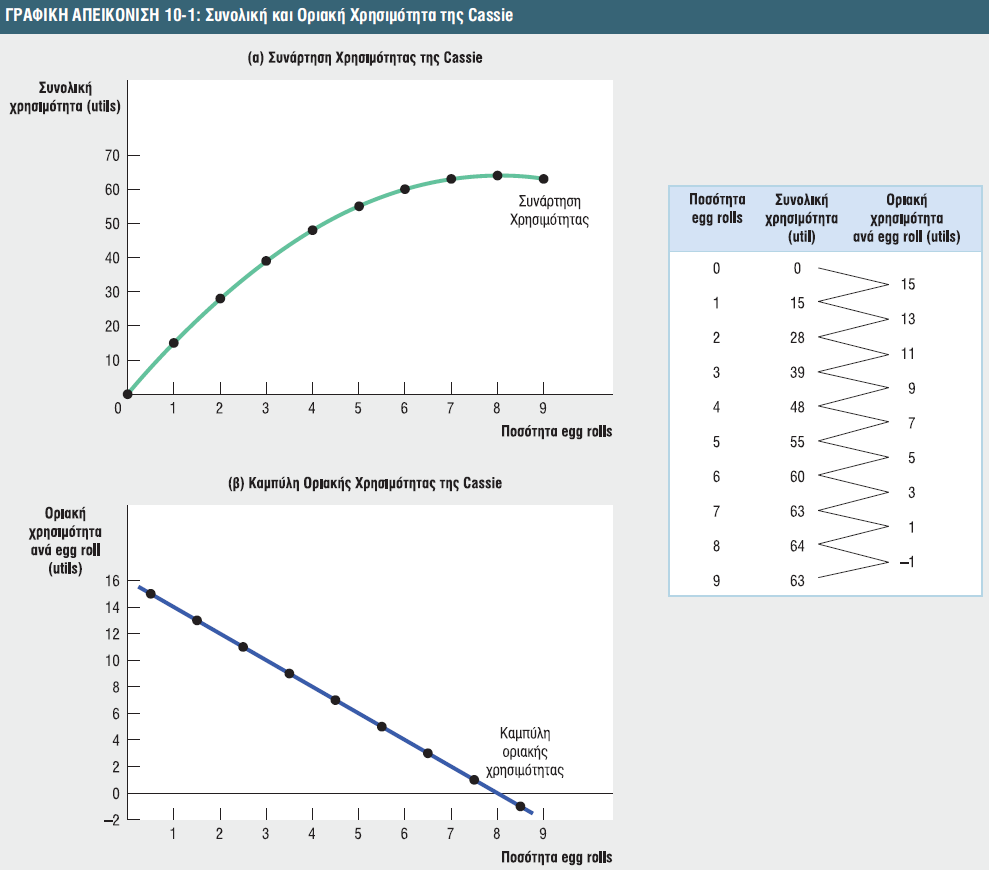 ΓΡΑΦΙΚΗ ΑΠΕΙΚΟΝΙΣΗ 10-1: Συνολική και Οριακή Χρησιμότητα της Cassie
(α) Συνάρτηση Χρησιμότητας της Cassie
Συνολική
χρησιμότητα (utils)
70
60
50
40
30
20
10
0 1 2 3 4 5 6 7 8 9
Συνάρτηση
Χρησιμότητας
Ποσότητα egg rolls
(β) Καμπύλη Οριακής Χρησιμότητας της Cassie
Οριακή
χρησιμότητα
ανά egg roll
(utils)
16
14
12
10
8
6
4
2
0
–2
1 2 3 4 5 6 7 8 9
Καμπύλη
οριακής
χρησιμότητας
Ποσότητα egg rolls
Ποσότητα Συνολική Οριακή
egg rolls χρησιμότητα χρησιμότητα
(util) ανά egg roll (utils)
0 0
15
1 15
13
2 28
11
3 39
9
4 48
7
5 55
5
6 60
3
7 63
1
8 64
–1
9 63